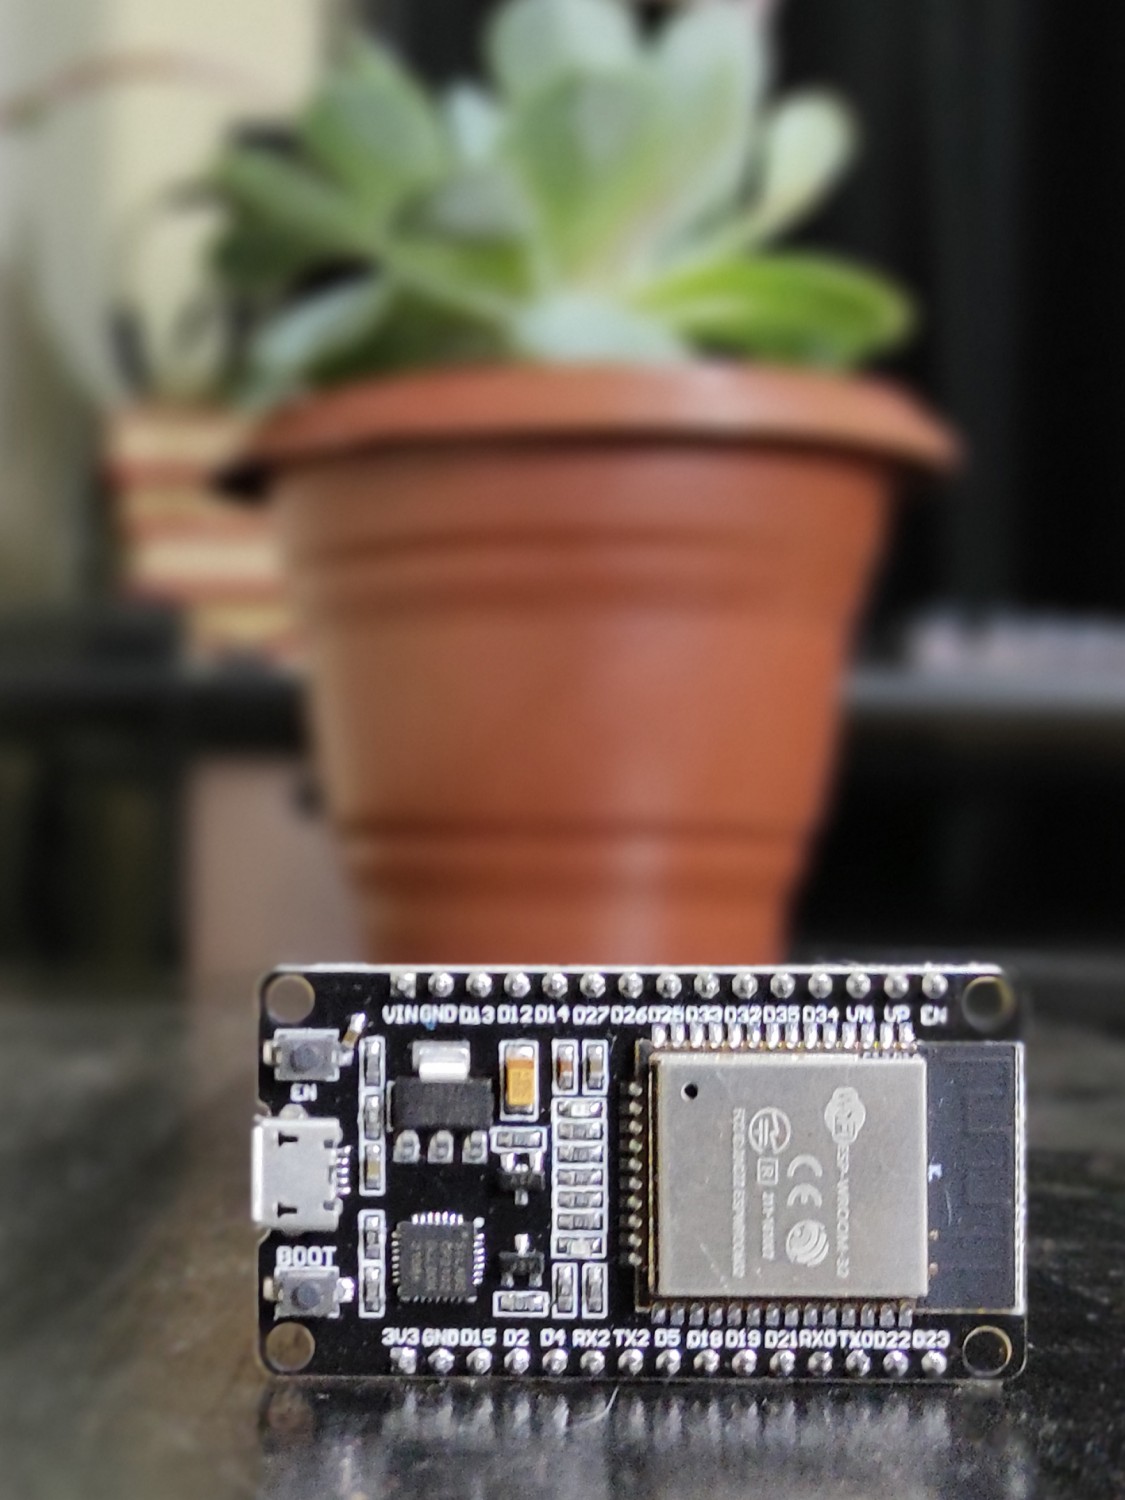 VIN GND D13 D12 D14 D27 D26 D25 D33 D32 D35 D34 VN VP EN
EN
BOOT
ESP-WROOM-32
CE
R
3V3 GND D15 D2 D4 RX2 TX2 D5 D18 D19 D21 RX0 TX0 D22 D23